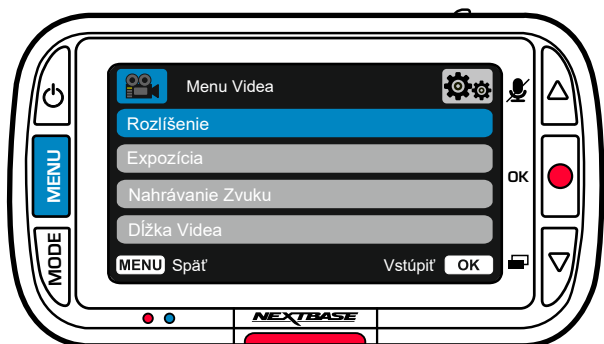 Menu Videa
Rozlíšenie
Expozícia
Nahrávanie Zvuku
Dĺžka Videa
MENU Späť
Vstúpiť OK
MENU
MODE
OK
NEXTBASE